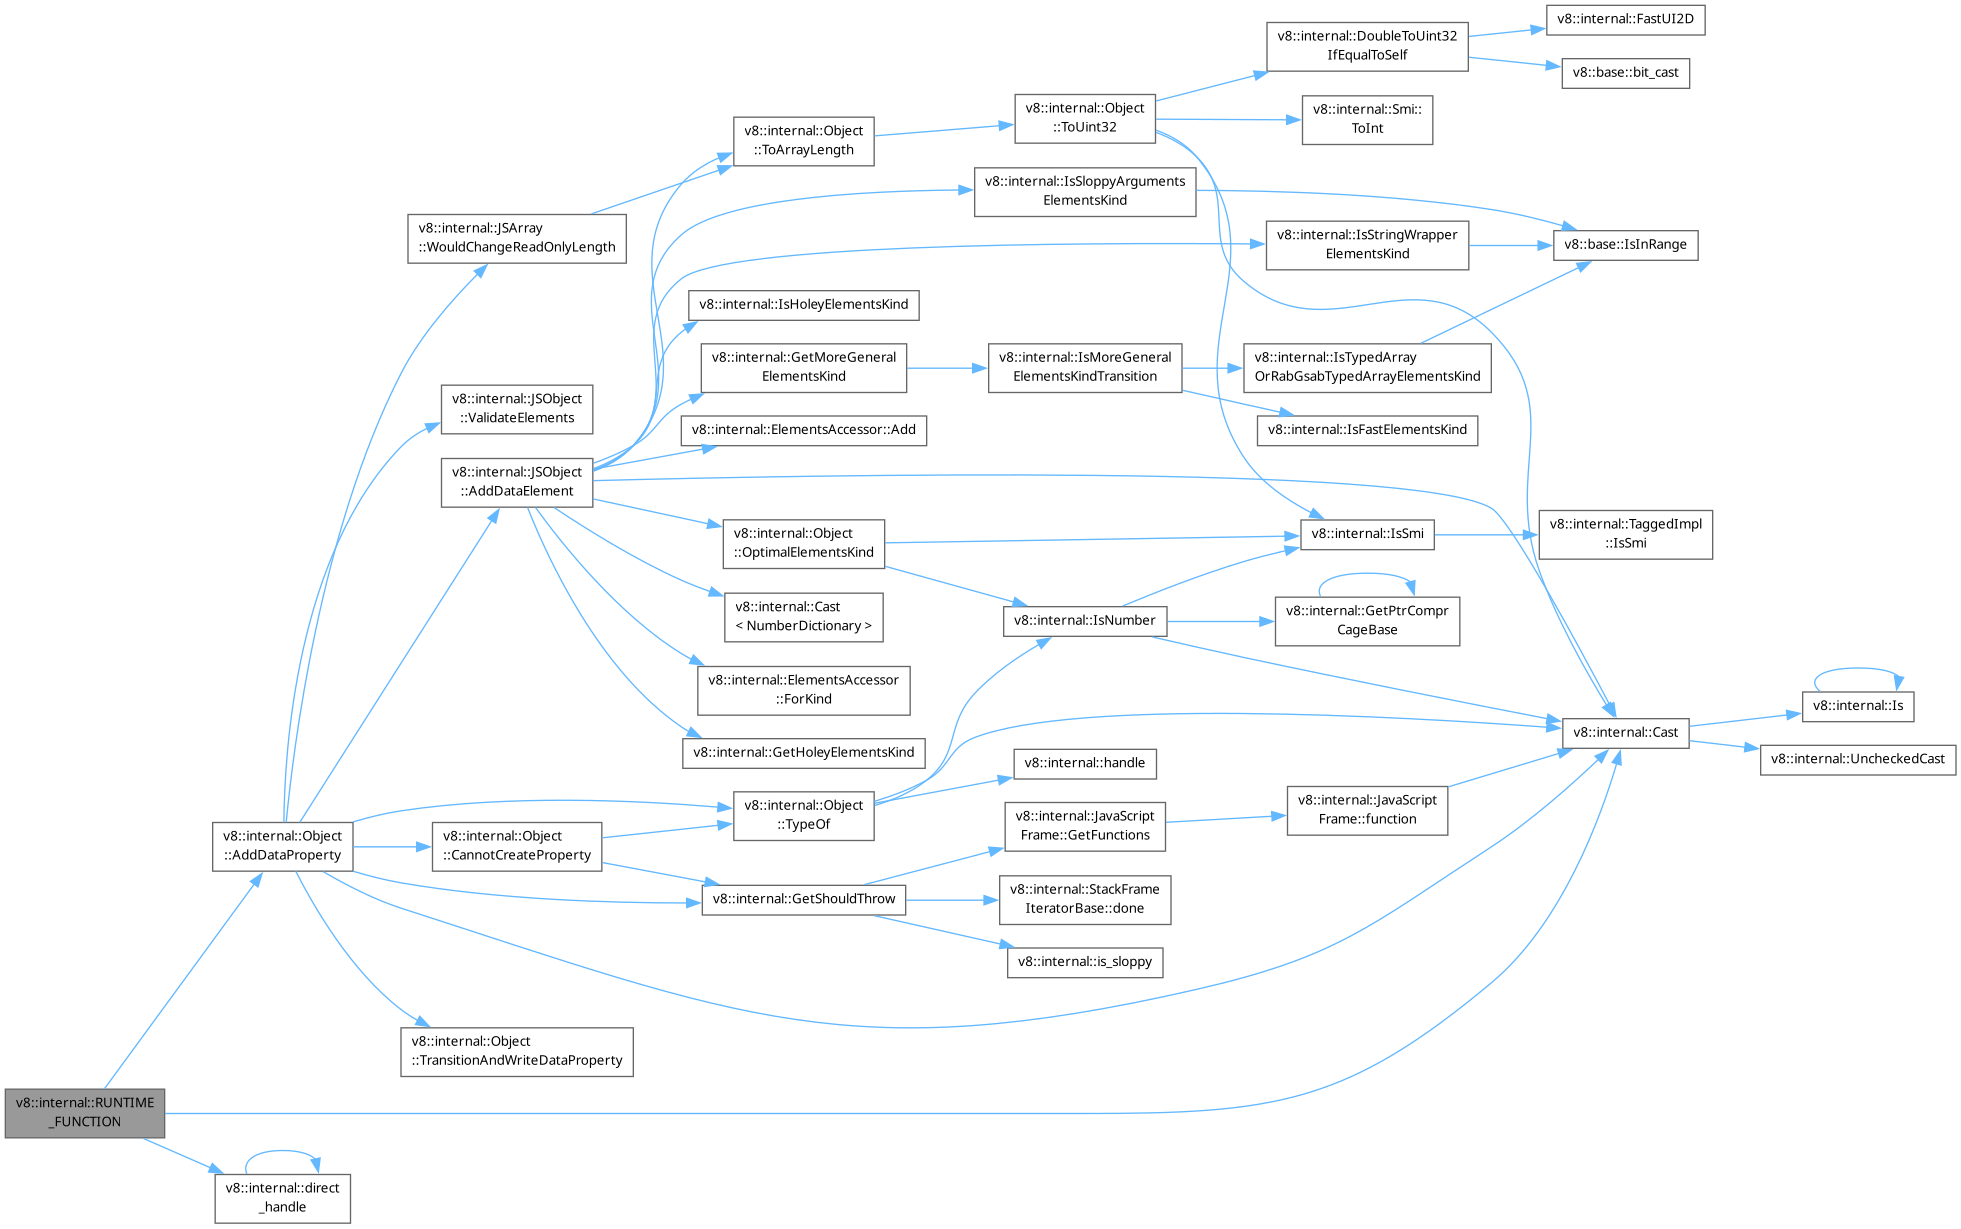 v8::internal::FastUI2D
v8::internal::DoubleToUint32
IfEqualToSelf
v8::base::bit_cast
v8::internal::Object
::ToUint32
v8::internal::Smi::
ToInt
v8::internal::Object
::ToArrayLength
v8::internal::IsSloppyArguments
ElementsKind
v8::internal::JSArray
::WouldChangeReadOnlyLength
v8::internal::IsStringWrapper
ElementsKind
v8::base::IsInRange
v8::internal::IsHoleyElementsKind
v8::internal::GetMoreGeneral
ElementsKind
v8::internal::IsMoreGeneral
ElementsKindTransition
v8::internal::IsTypedArray
OrRabGsabTypedArrayElementsKind
v8::internal::JSObject
::ValidateElements
v8::internal::ElementsAccessor::Add
v8::internal::IsFastElementsKind
v8::internal::JSObject
::AddDataElement
v8::internal::Object
::OptimalElementsKind
v8::internal::IsSmi
v8::internal::TaggedImpl
::IsSmi
v8::internal::Cast
< NumberDictionary >
v8::internal::IsNumber
v8::internal::GetPtrCompr
CageBase
v8::internal::ElementsAccessor
::ForKind
v8::internal::Is
v8::internal::GetHoleyElementsKind
v8::internal::Cast
v8::internal::UncheckedCast
v8::internal::handle
v8::internal::Object
::TypeOf
v8::internal::JavaScript
Frame::GetFunctions
v8::internal::JavaScript
Frame::function
v8::internal::Object
::AddDataProperty
v8::internal::Object
::CannotCreateProperty
v8::internal::GetShouldThrow
v8::internal::StackFrame
IteratorBase::done
v8::internal::is_sloppy
v8::internal::Object
::TransitionAndWriteDataProperty
v8::internal::RUNTIME
_FUNCTION
v8::internal::direct
_handle